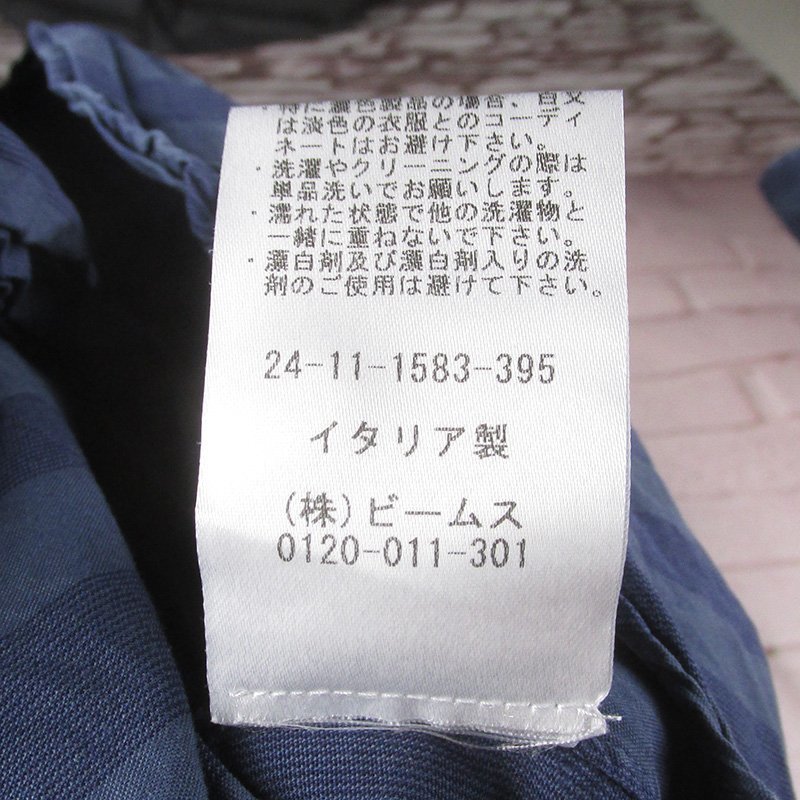 特に濃色製品の場合、白又
は淡色の衣服とのコーディ
ネートはお避け下さい。
・洗濯やクリーニングの際は
単品洗いでお願いします。
・濡れた状態で他の洗濯物と
一緒に重ねないで下さい。
・漂白剤及び漂白剤入りの洗
剤のご使用は避けて下さい。
24-11-1583-395
イタリア製
(株)ビームス
0120-011-301